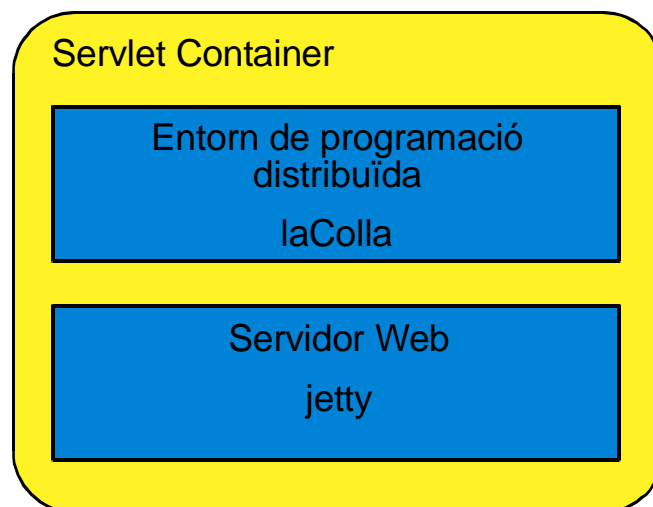 Servlet Container
Entorn de programació
distribuïda
laColla
Servidor Web
jetty